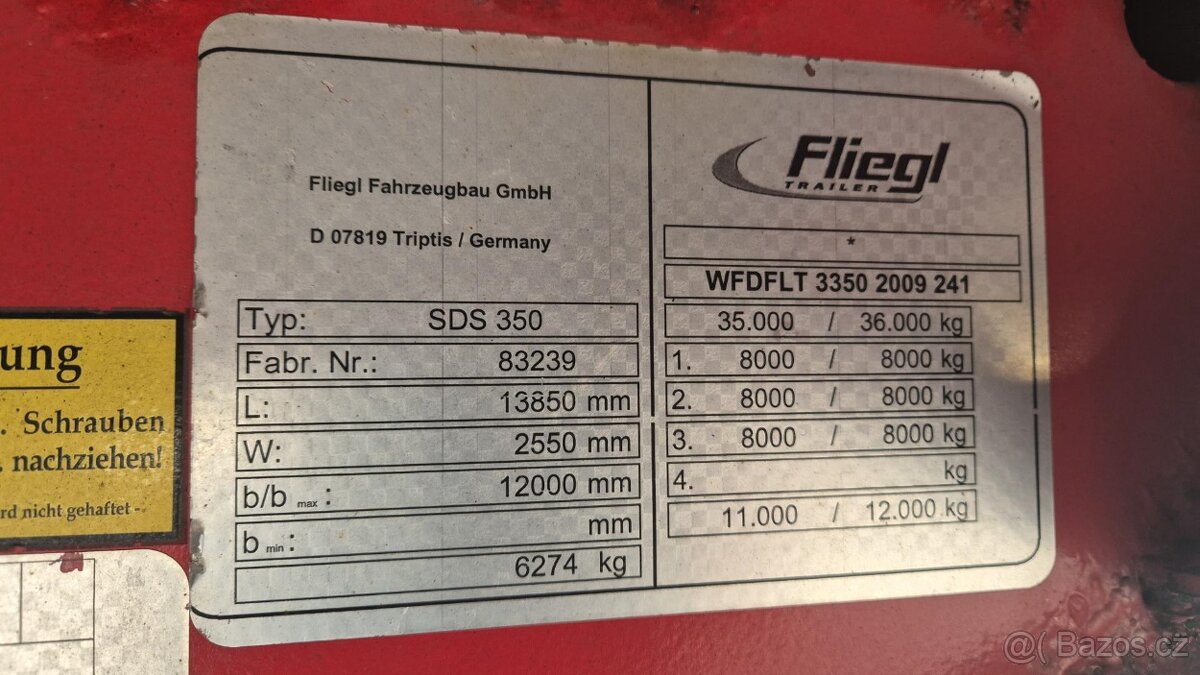 Fliegl Fahrzeugbau GmbH
D 07819 Triptis / Germany
Typ: SDS 350
Fabr. Nr.: 83239
L: 13850 mm
W: 2550 mm
b/b max : 12000 mm
b min : mm
6274 kg
Fliegl
TRAILER
*
WFDFLT 3350 2009 241
35.000 / 36.000 kg
1. 8000 / 8000 kg
2. 8000 / 8000 kg
3. 8000 / 8000 kg
4. kg
11.000 / 12.000 kg
ung
. Schrauben
. nachziehen!
rd nicht gehaftet -
@( Bazos.cz